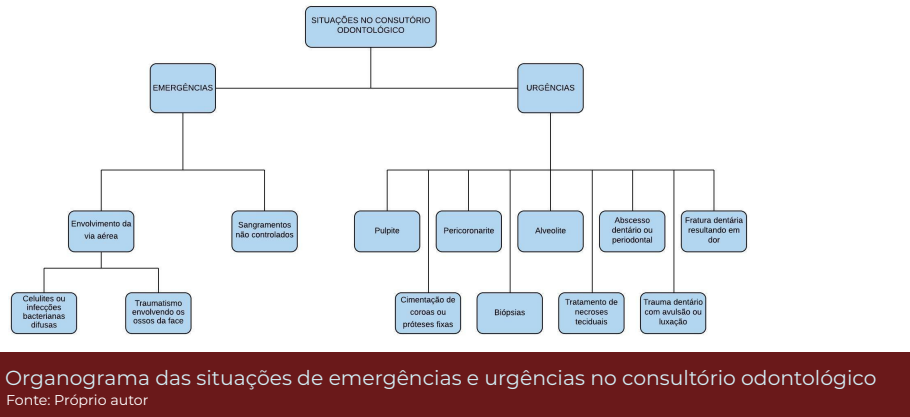 SITUAÇÕES NO CONSUTÓRIO
ODONTOLÓGICO
EMERGÊNCIAS
URGÊNCIAS
Envolvimento da
via aérea
Sangramentos
não controlados
Pulpite
Pericoronarite
Alveolite
Abscesso
dentário ou
periodontal
Fratura dentária
resultando em
dor
Celulites ou
infecções
bacterianas
difusas
Traumatismo
envolvendo os
ossos da face
Cimentação de
coroas ou
próteses fixas
Biópsias
Tratamento de
necroses
teciduais
Trauma dentário
com avulsão ou
luxação
Organograma das situações de emergências e urgências no consultório odontológico
Fonte: Próprio autor